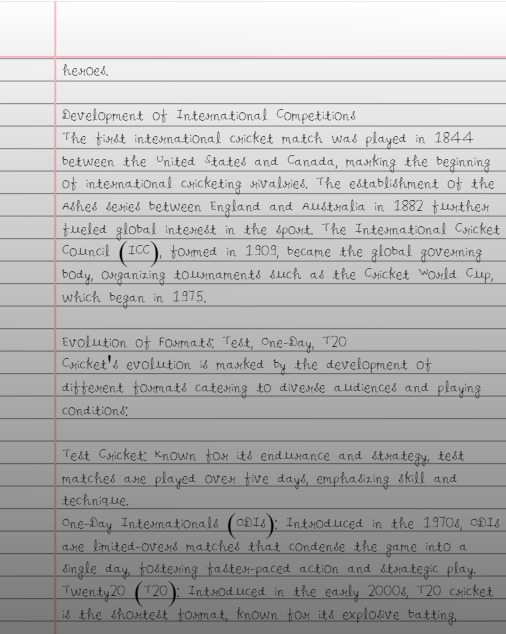 heroes.
Development of International Competitions
The first international cricket match was played in 1844
between the United States and Canada, marking the beginning
of international cricketing rivalries. The establishment of the
Ashes series between England and Australia in 1882 further
fueled global interest in the sport. The International Cricket
Council (ICC), formed in 1909, became the global governing
body, organizing tournaments such as the Cricket World Cup,
which began in 1975.
Evolution of Formats: Test, One-Day, T20
Cricket's evolution is marked by the development of
different formats catering to diverse audiences and playing
conditions:
Test Cricket: Known for its endurance and strategy, test
matches are played over five days, emphasizing skill and
technique.
One-Day Internationals (ODIs): Introduced in the 1970s, ODIs
are limited-overs matches that condense the game into a
single day, fostering faster-paced action and strategic play.
Twenty20 (T20): Introduced in the early 2000s, T20 cricket
is the shortest format, known for its explosive batting,